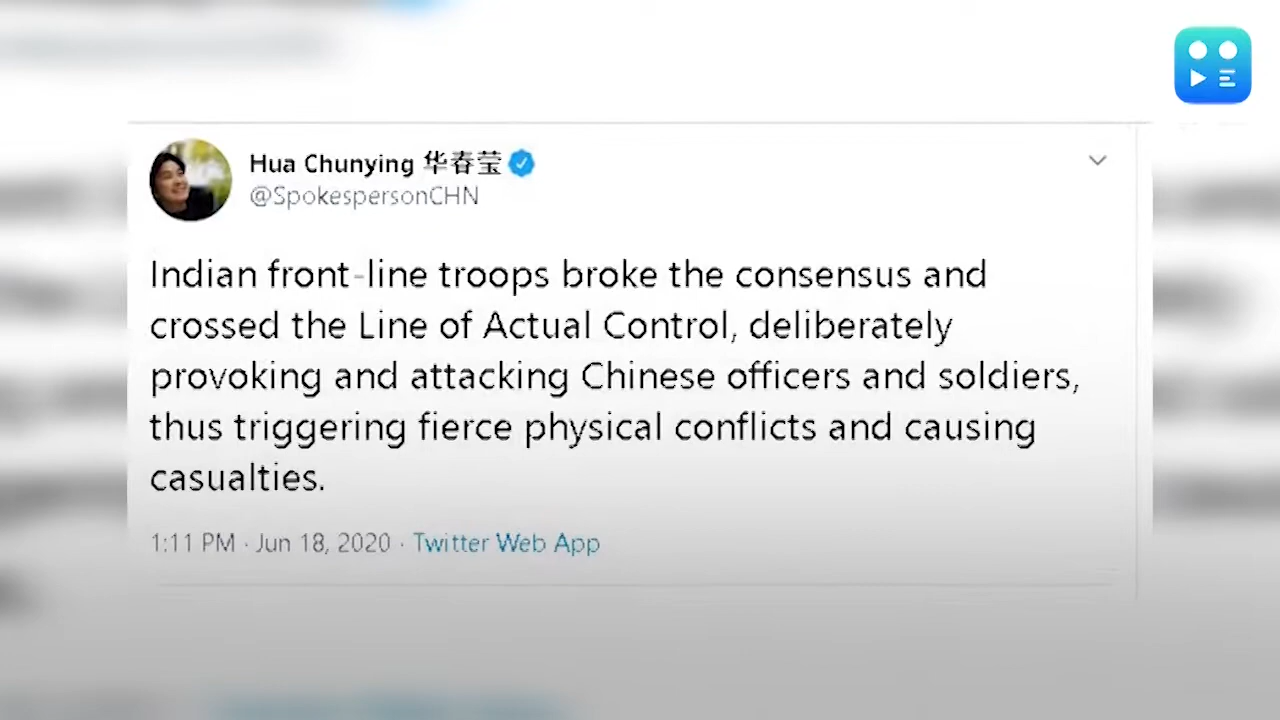 Hua Chunying 华春莹
@SpokespersonCHN
Indian front-line troops broke the consensus and
crossed the Line of Actual Control, deliberately
provoking and attacking Chinese officers and soldiers,
thus triggering fierce physical conflicts and causing
casualties.
1:11 PM · Jun 18, 2020 · Twitter Web App